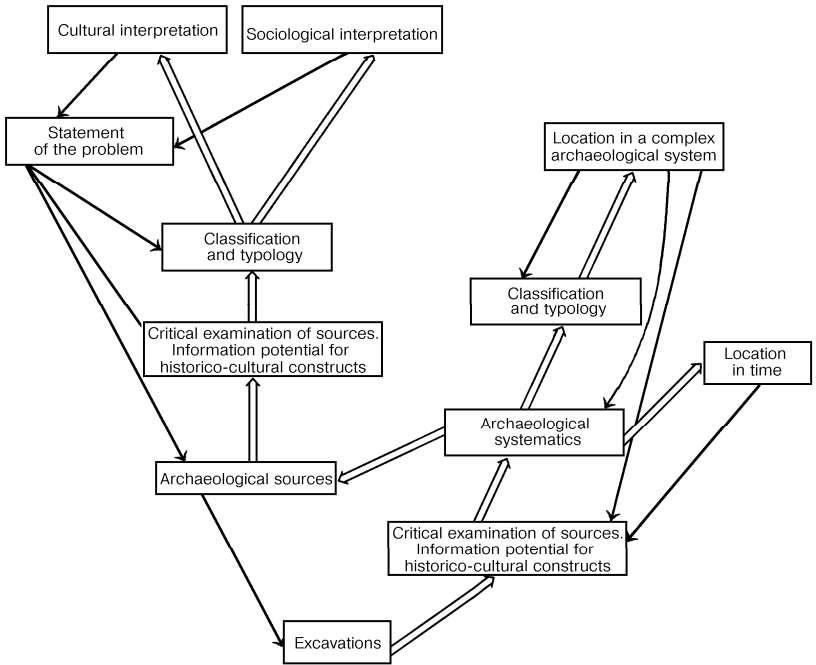 Cultural interpretation
Sociological interpretation
Statement
of the problem
Location in a complex
archaeological system
Classification
and typology
Classification
and typology
Critical examination of sources.
Information potential for
historico-cultural constructs
Location
in time
Archaeological
systematics
Archaeological sources
Critical examination of sources.
Information potential for
historico-cultural constructs
Excavations